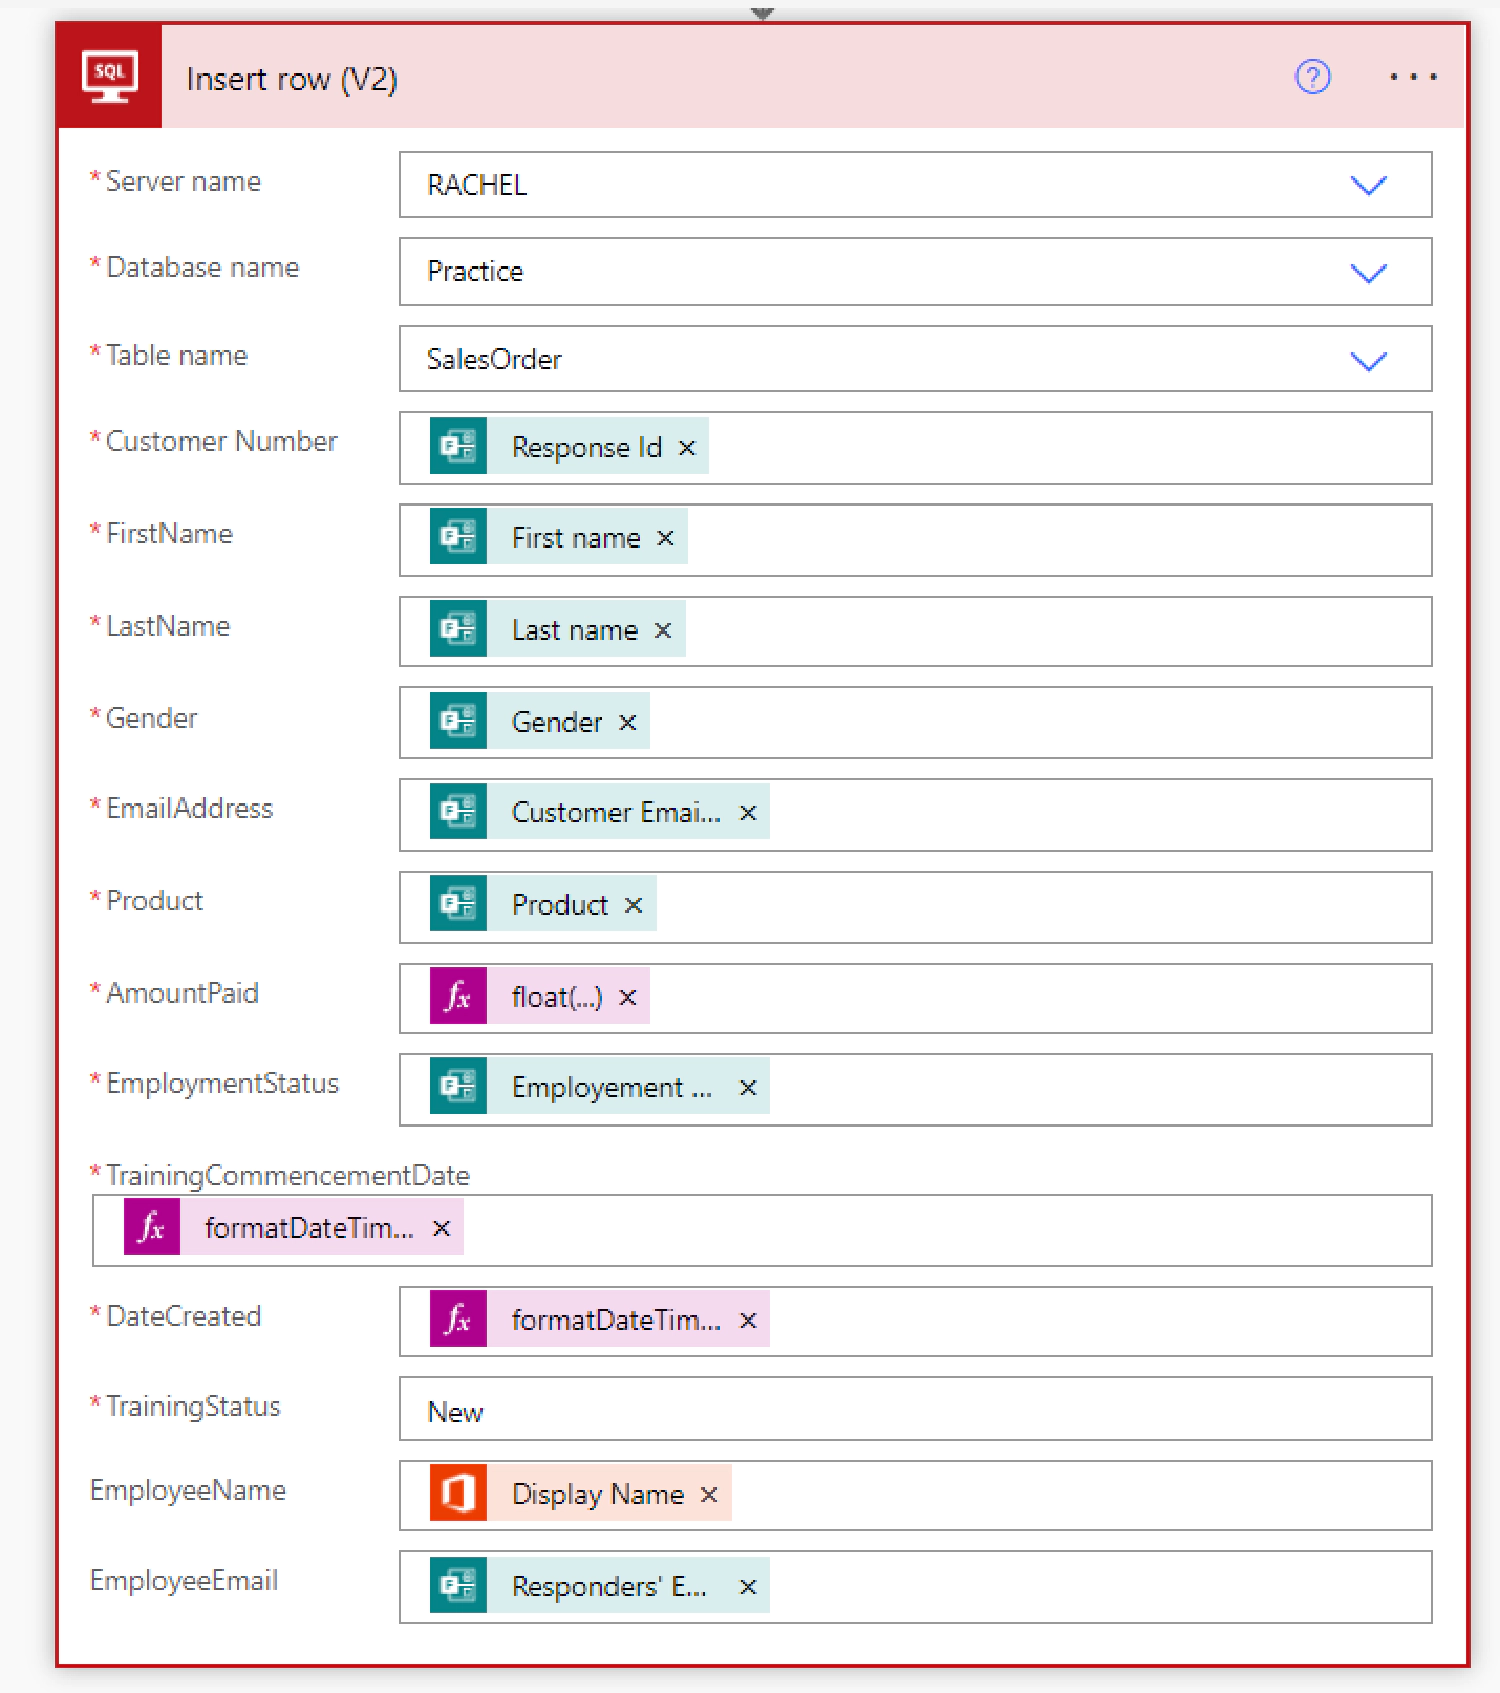 SQL
Insert row (V2)
? ...
* Server name RACHEL
* Database name Practice
* Table name SalesOrder
* Customer Number Response Id ×
* FirstName First name ×
* LastName Last name ×
* Gender Gender ×
* EmailAddress Customer Emai... ×
* Product Product ×
* AmountPaid fx float(...) ×
* EmploymentStatus Employement ... ×
* TrainingCommencementDate
fx formatDateTim... ×
* DateCreated fx formatDateTim... ×
* TrainingStatus New
EmployeeName Display Name ×
EmployeeEmail Responders' E... ×